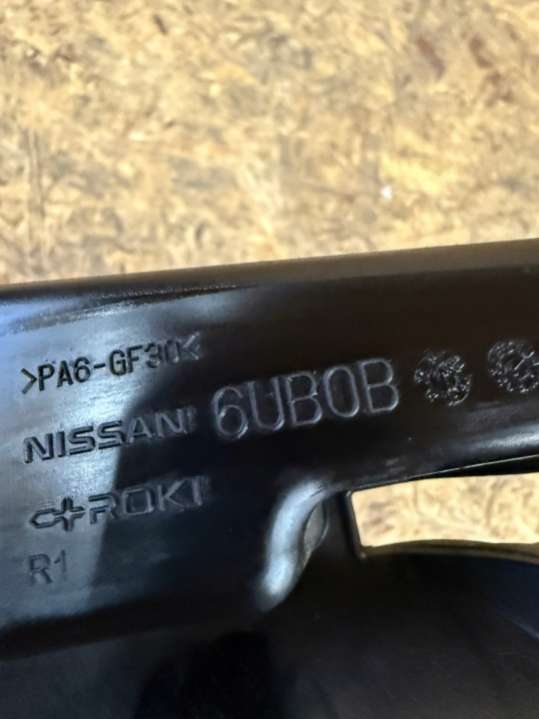 >PA6-GF30<
NISSAN 6UB0B
ROKI
R1